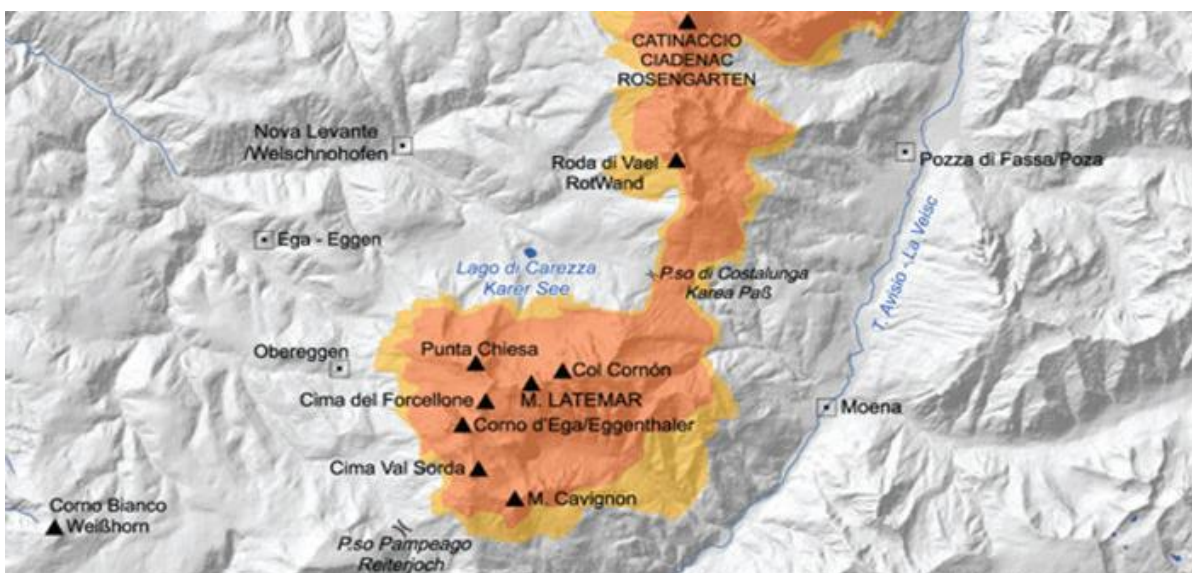 CATINACCIO
CIADENAC
ROSENGARTEN
Nova Levante
/Welschnohofen
Roda di Vael
RotWand
Pozza di Fassa/Poza
Ega - Eggen
Lago di Carezza
Karer See
P.so di Costalunga
Karea Paß
T. Avisio - La Veisc
Obereggen
Punta Chiesa
Col Cornón
M. LATEMAR
Cima del Forcellone
Moena
Corno d'Ega/Eggenthaler
Cima Val Sorda
M. Cavignon
Corno Bianco
Weißhorn
P.so Pampeago
Reiterjoch